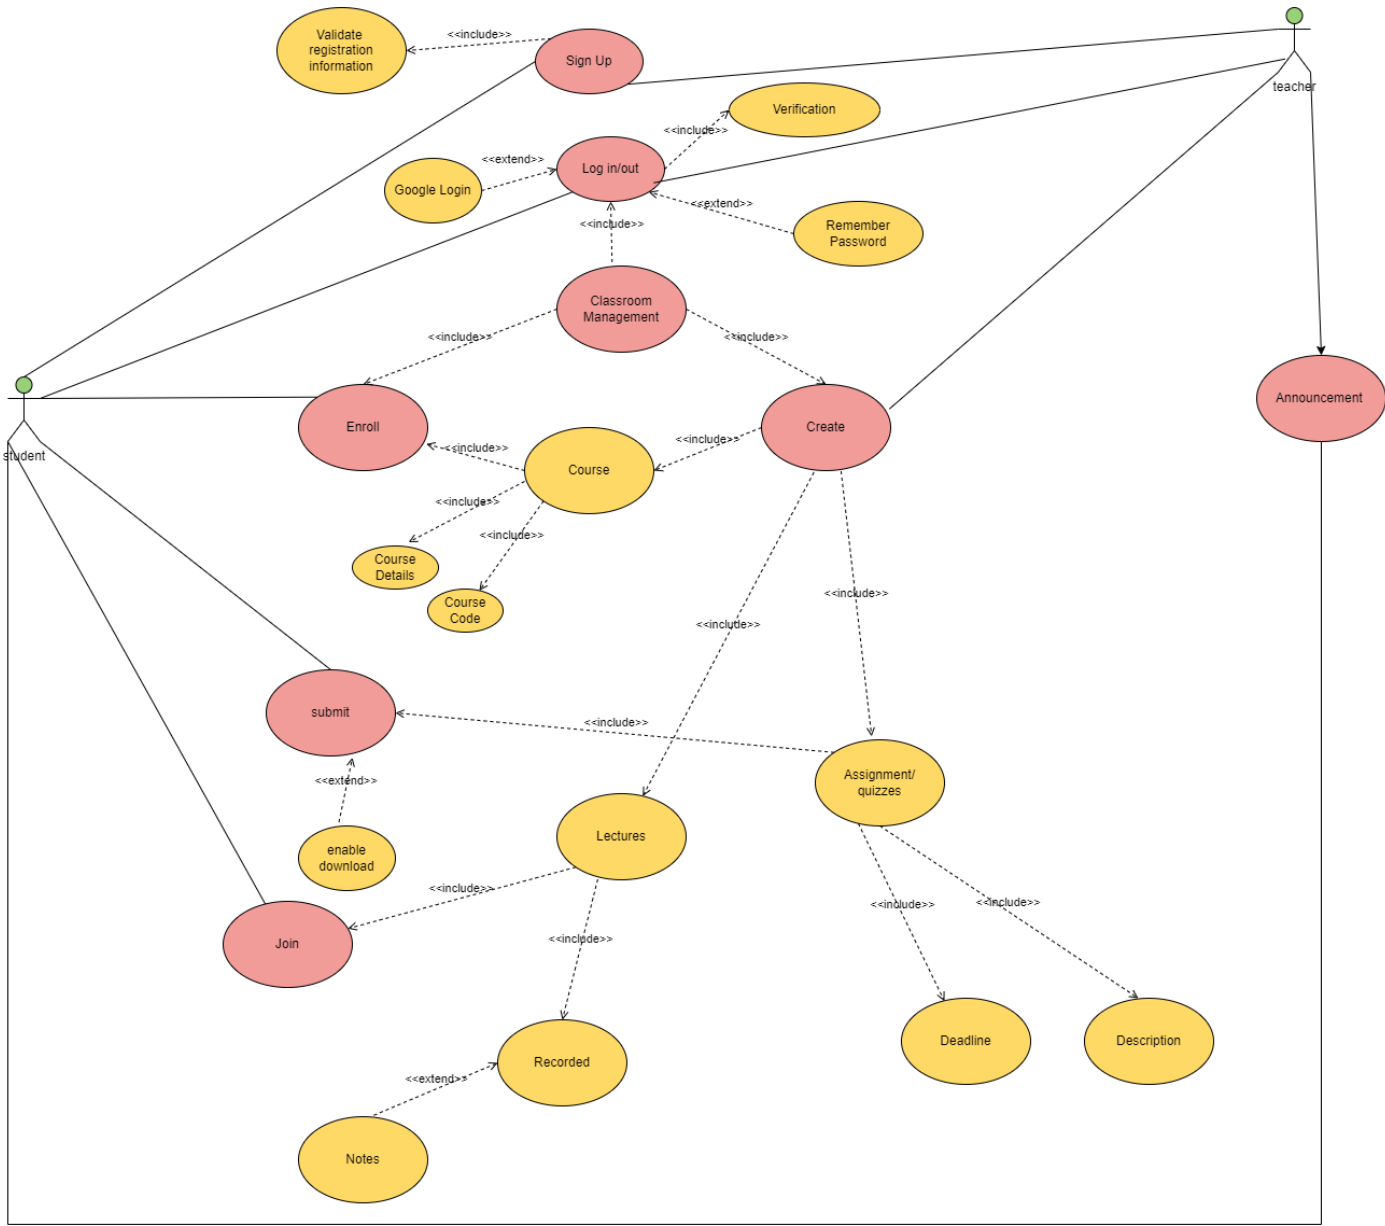 Validate
registration
information
<<include>>
Sign Up
teacher
Verification
<<include>>
<<extend>>
Log in/out
Google Login
<<extend>>
<<include>>
Remember
Password
Classroom
Management
<<include>>
<<include>>
Announcement
Enroll
Create
<<include>>
<<include>>
student
Course
<<include>>
<<include>>
Course
Details
Course
Code
<<include>>
<<include>>
submit
<<include>>
<<extend>>
Assignment/
quizzes
Lectures
enable
download
<<include>>
<<include>>
<<include>>
Join
<<include>>
Deadline
Description
Recorded
<<extend>>
Notes